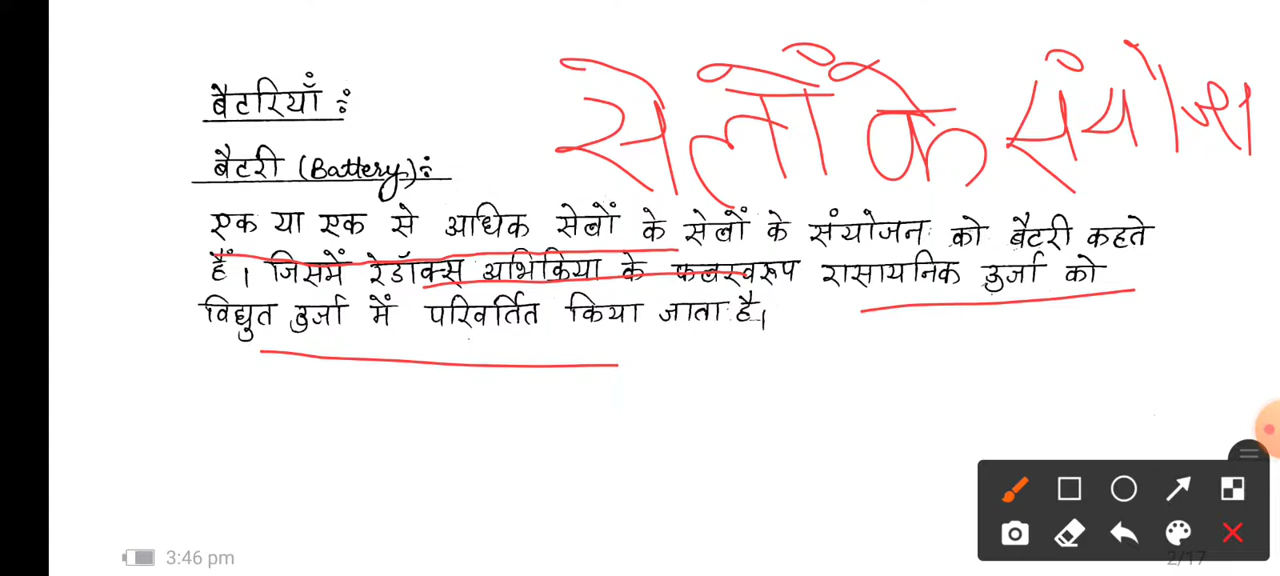 सेलों के संयोजन
बैटरियाँ :
बैटरी (Battery) :
एक या एक से अधिक सेलों के सेलों के संयोजन को बैटरी कहते
हैं। जिसमें रेडॉक्स अभिक्रिया के फलस्वरूप रासायनिक ऊर्जा को
विद्युत ऊर्जा में परिवर्तित किया जाता है।
3:46 pm
2/17